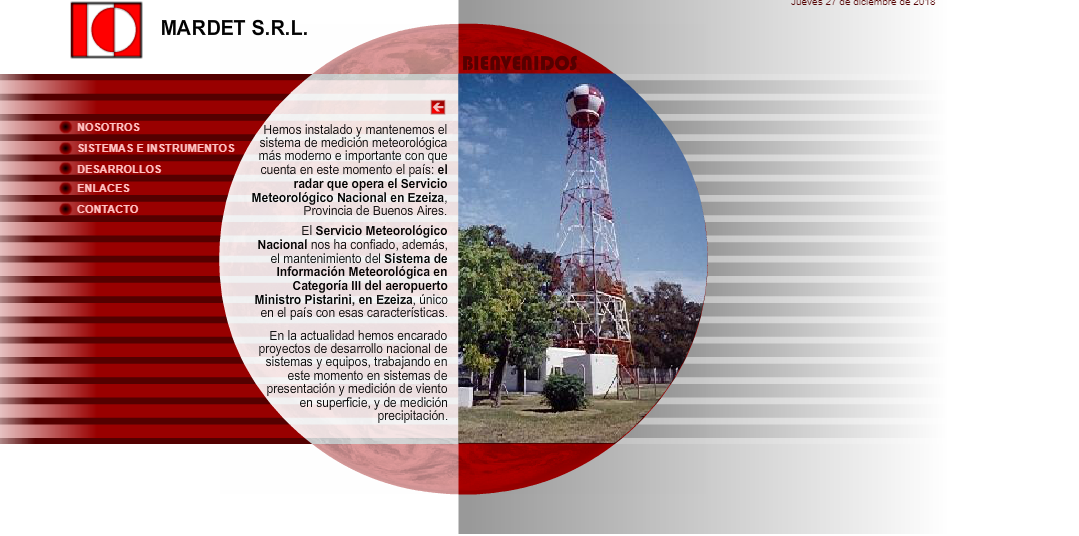 Jueves 27 de diciembre de 2018
MARDET S.R.L.
BIENVENIDOS
NOSOTROS
SISTEMAS E INSTRUMENTOS
DESARROLLOS
ENLACES
CONTACTO
Hemos instalado y mantenemos el
sistema de medición meteorológica
más moderno e importante con que
cuenta en este momento el país: el
radar que opera el Servicio
Meteorológico Nacional en Ezeiza,
Provincia de Buenos Aires.
El Servicio Meteorológico
Nacional nos ha confiado, además,
el mantenimiento del Sistema de
Información Meteorológica en
Categoría III del aeropuerto
Ministro Pistarini, en Ezeiza, único
en el país con esas características.
En la actualidad hemos encarado
proyectos de desarrollo nacional de
sistemas y equipos, trabajando en
este momento en sistemas de
presentación y medición de viento
en superficie, y de medición
precipitación.